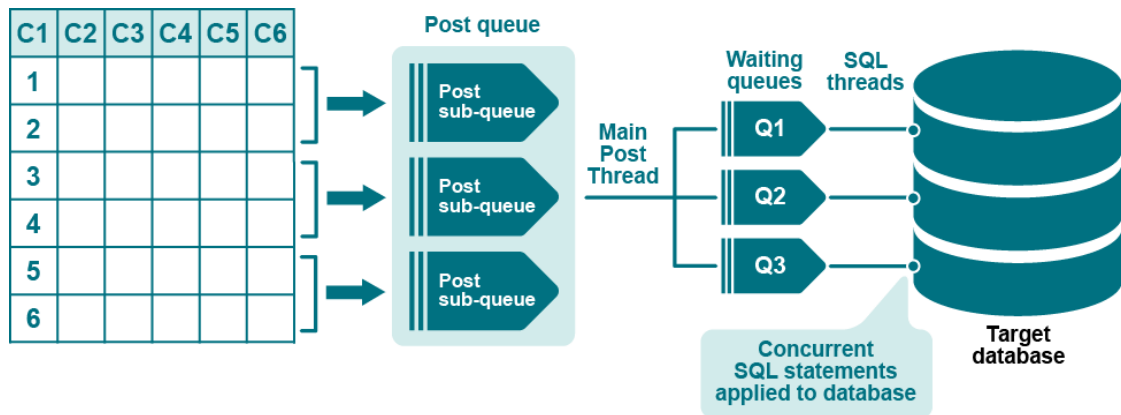 C1 C2 C3 C4 C5 C6
1
2
3
4
5
6
Post queue
Post
sub-queue
Post
sub-queue
Post
sub-queue
Main
Post
Thread
Waiting
queues
Q1
Q2
Q3
SQL
threads
Concurrent
SQL statements
applied to database
Target
database